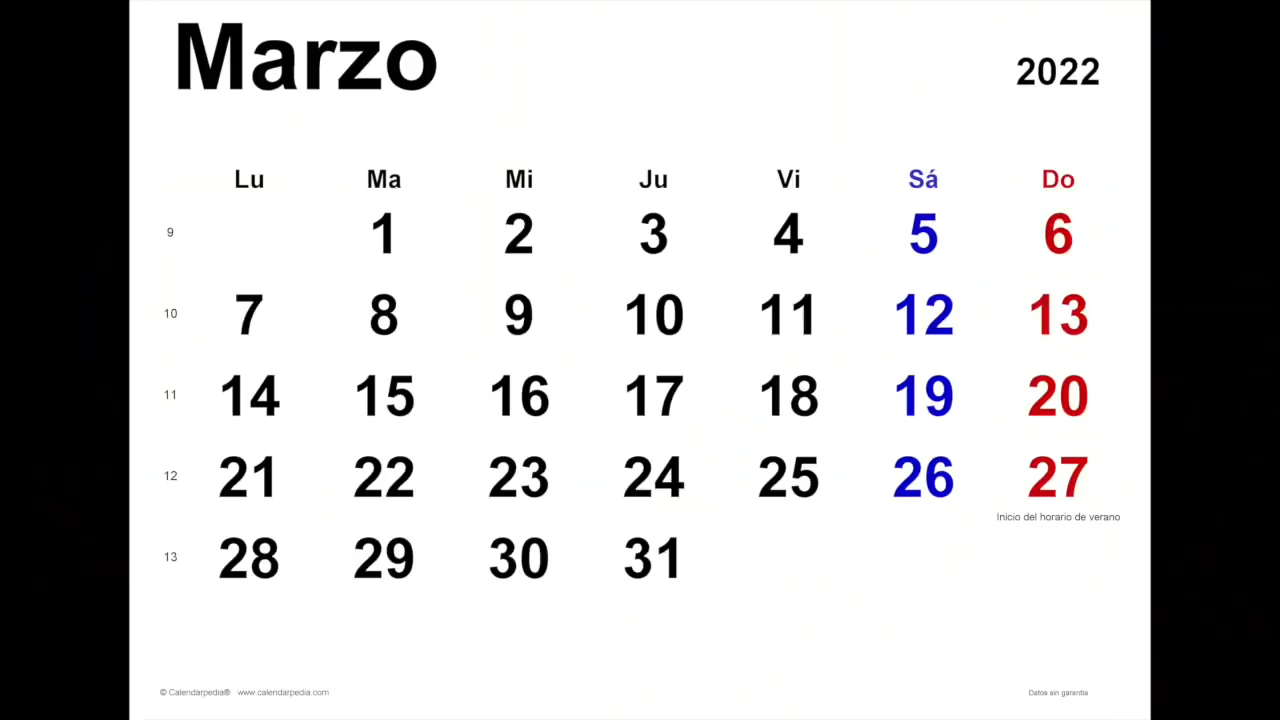 Marzo 2022
Lu Ma Mi Ju Vi Sá Do
9 1 2 3 4 5 6
10 7 8 9 10 11 12 13
11 14 15 16 17 18 19 20
12 21 22 23 24 25 26 27
Inicio del horario de verano
13 28 29 30 31
© Calendarpedia® www.calendarpedia.com Datos sin garantía